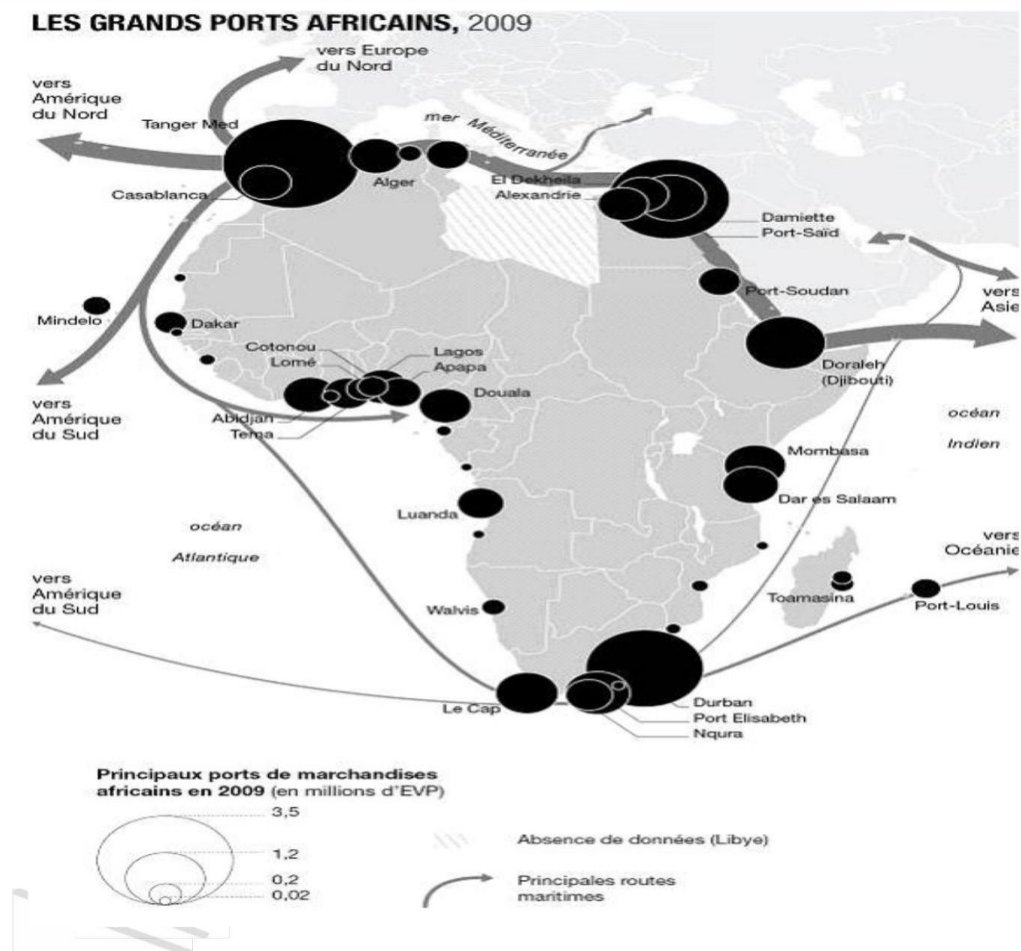 LES GRANDS PORTS AFRICAINS, 2009
vers Europe
du Nord
vers
Amérique
du Nord
Tanger Med
mer Méditerranée
Casablanca
Alger
El Dekheila
Alexandrie
Damiette
Port-Saïd
Port-Soudan
vers
Asie
Mindelo
Dakar
Cotonou
Lomé
Lagos
Apapa
Douala
Doraleh
(Djibouti)
vers
Amérique
du Sud
Abidjan
Tema
océan
Indien
Mombasa
Dar es Salaam
Luanda
océan
Atlantique
vers
Océanie
vers
Amérique
du Sud
Walvis
Toamasina
Port-Louis
Le Cap
Durban
Port Elisabeth
Nqura
Principaux ports de marchandises
africains en 2009 (en millions d'EVP)
3,5
1,2
0,2
0,02
Absence de données (Libye)
Principales routes
maritimes